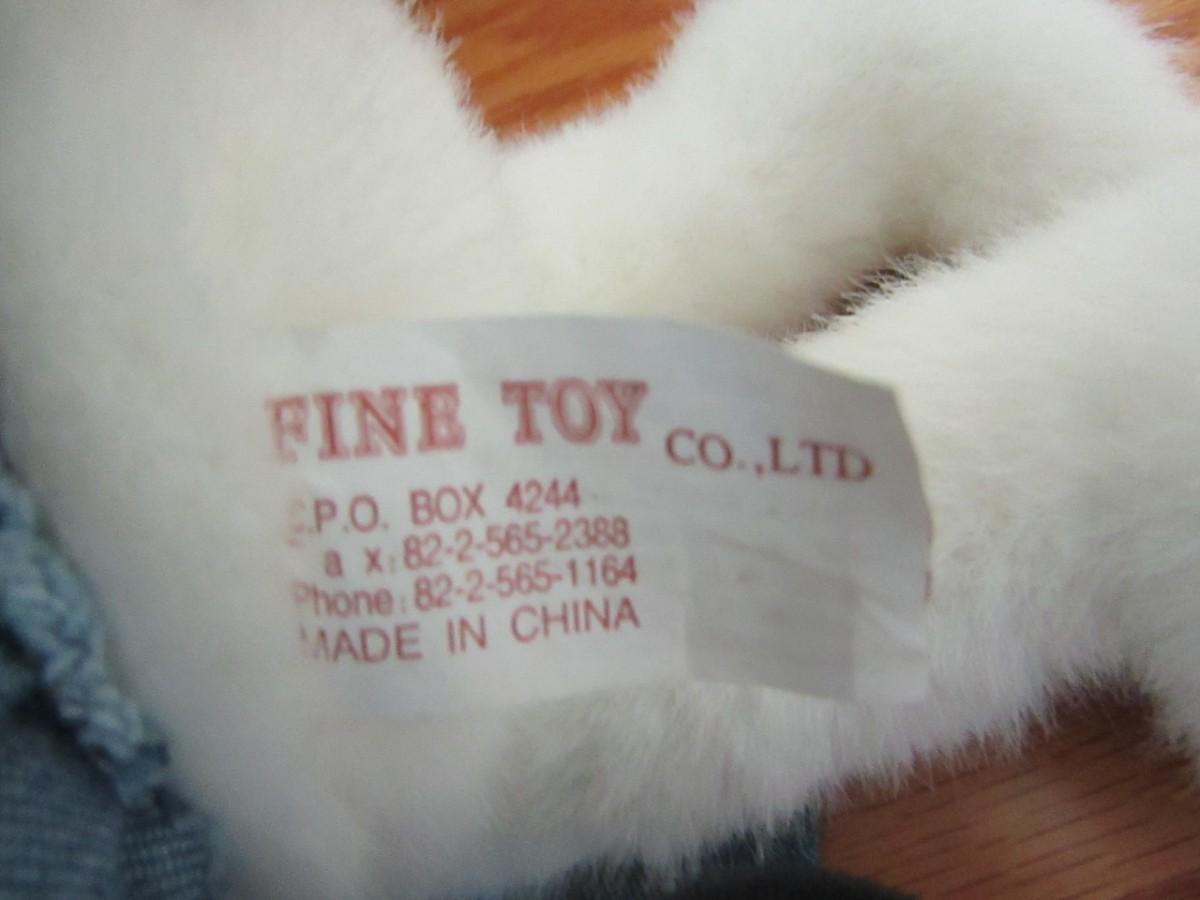 FINE TOY CO.,LTD
.P.O. BOX 4244
a x: 82-2-565-2388
Phone: 82-2-565-1164
MADE IN CHINA